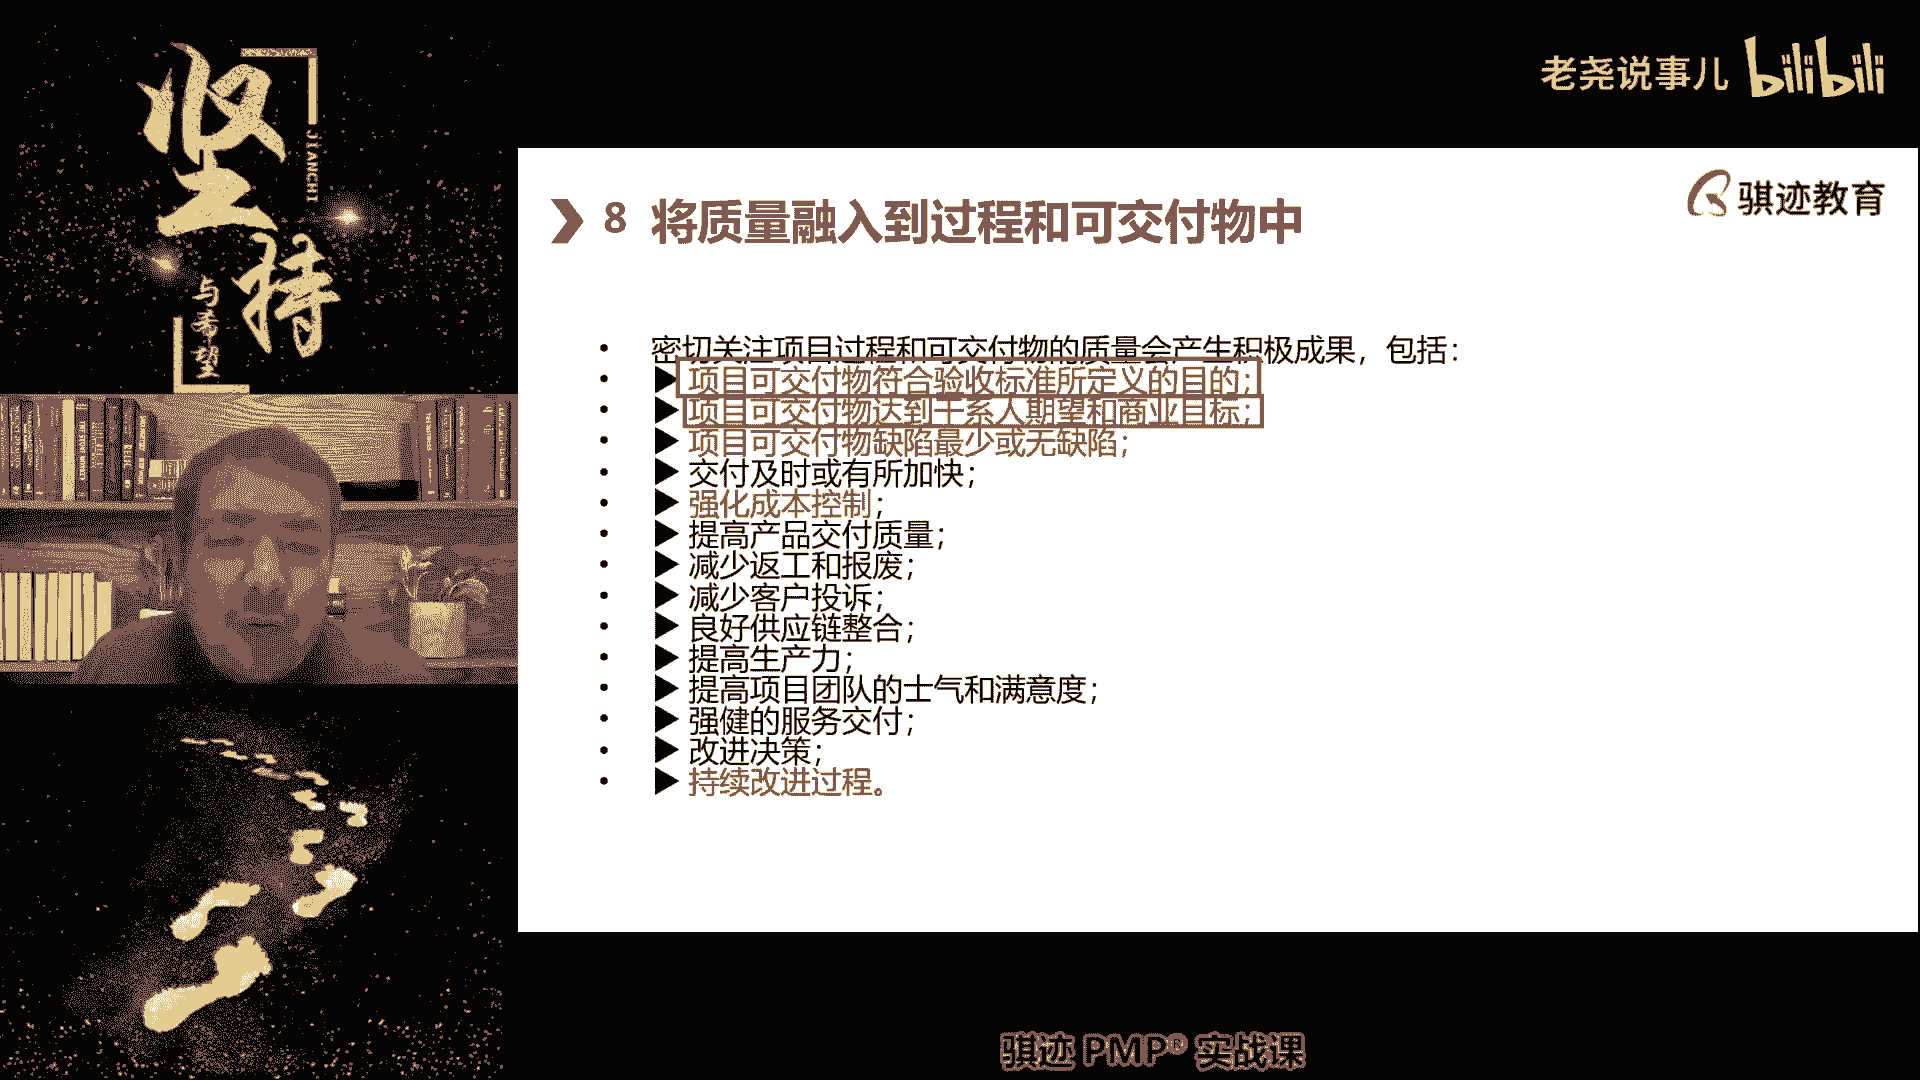 坚持
JIANCHI
与希望
老尧说事儿 bilibili
骐迹教育
8 将质量融入到过程和可交付物中
• 密切关注项目过程和可交付物的质量会产生积极成果，包括：
• ▶ 项目可交付物符合验收标准所定义的目的；
• ▶ 项目可交付物达到干系人期望和商业目标；
• ▶ 项目可交付物缺陷最少或无缺陷；
• ▶ 交付及时或有所加快；
• ▶ 强化成本控制；
• ▶ 提高产品交付质量；
• ▶ 减少返工和报废；
• ▶ 减少客户投诉；
• ▶ 良好供应链整合；
• ▶ 提高生产力；
• ▶ 提高项目团队的士气和满意度；
• ▶ 强健的服务交付；
• ▶ 改进决策；
• ▶ 持续改进过程。
骐迹 PMP® 实战课